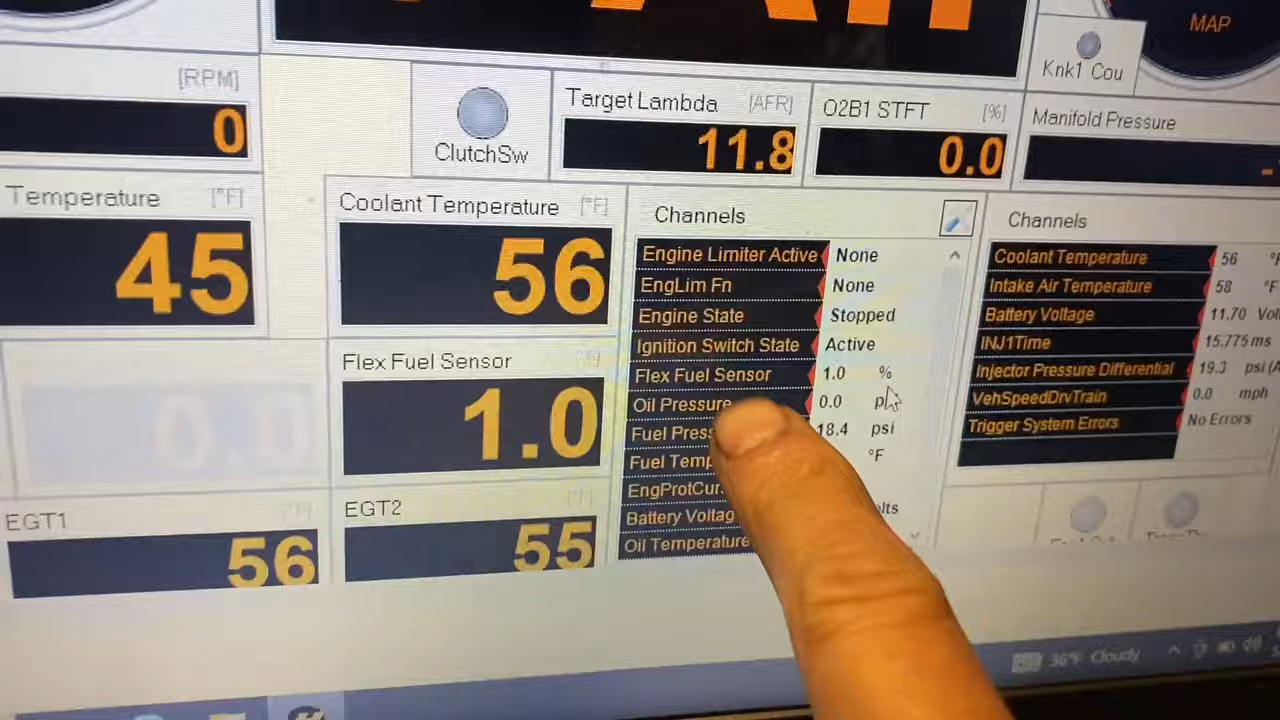 MAP
[RPM]
0
ClutchSw
Target Lambda [AFR]
11.8
O2B1 STFT [%]
0.0
Knk1 Cou
Manifold Pressure
-
Temperature [°F]
45
Coolant Temperature [°F]
56
Flex Fuel Sensor [%]
1.0
EGT1
56
EGT2
55
Channels
Engine Limiter Active None
EngLim Fn None
Engine State Stopped
Ignition Switch State Active
Flex Fuel Sensor 1.0 %
Oil Pressure 0.0
Fuel Press 18.4 psi
Fuel Temp °F
EngProtCur
Battery Voltag lts
Oil Temperature
Channels
Coolant Temperature 56 °F
Intake Air Temperature 58 °F
Battery Voltage 11.70 Vol
INJ1Time 15.775 ms
Injector Pressure Differential 19.3 psi (A
VehSpeedDrvTrain 0.0 mph
Trigger System Errors No Errors
36°F Cloudy